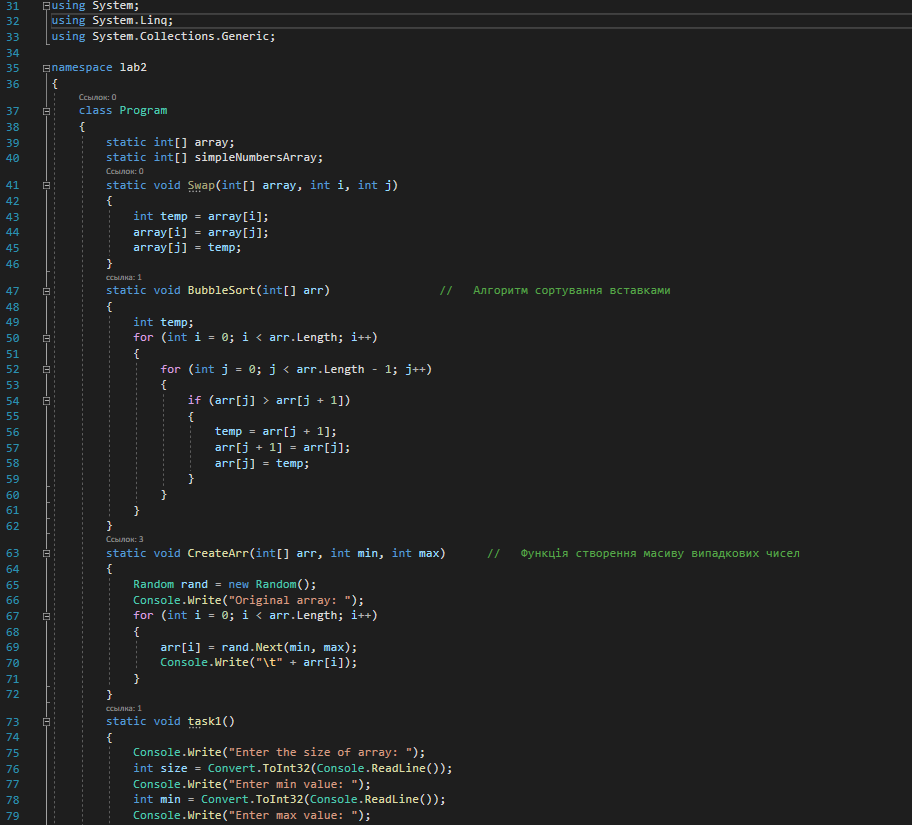 31 using System;
32 using System.Linq;
33 using System.Collections.Generic;
34
35 namespace lab2
36 {
Ссылок: 0
37 class Program
38 {
39 static int[] array;
40 static int[] simpleNumbersArray;
Ссылок: 0
41 static void Swap(int[] array, int i, int j)
42 {
43 int temp = array[i];
44 array[i] = array[j];
45 array[j] = temp;
46 }
ссылка: 1
47 static void BubbleSort(int[] arr) // Алгоритм сортування вставками
48 {
49 int temp;
50 for (int i = 0; i < arr.Length; i++)
51 {
52 for (int j = 0; j < arr.Length - 1; j++)
53 {
54 if (arr[j] > arr[j + 1])
55 {
56 temp = arr[j + 1];
57 arr[j + 1] = arr[j];
58 arr[j] = temp;
59 }
60 }
61 }
62 }
Ссылок: 3
63 static void CreateArr(int[] arr, int min, int max) // Функція створення масиву випадкових чисел
64 {
65 Random rand = new Random();
66 Console.Write("Original array: ");
67 for (int i = 0; i < arr.Length; i++)
68 {
69 arr[i] = rand.Next(min, max);
70 Console.Write("\t" + arr[i]);
71 }
72 }
ссылка: 1
73 static void task1()
74 {
75 Console.Write("Enter the size of array: ");
76 int size = Convert.ToInt32(Console.ReadLine());
77 Console.Write("Enter min value: ");
78 int min = Convert.ToInt32(Console.ReadLine());
79 Console.Write("Enter max value: ");